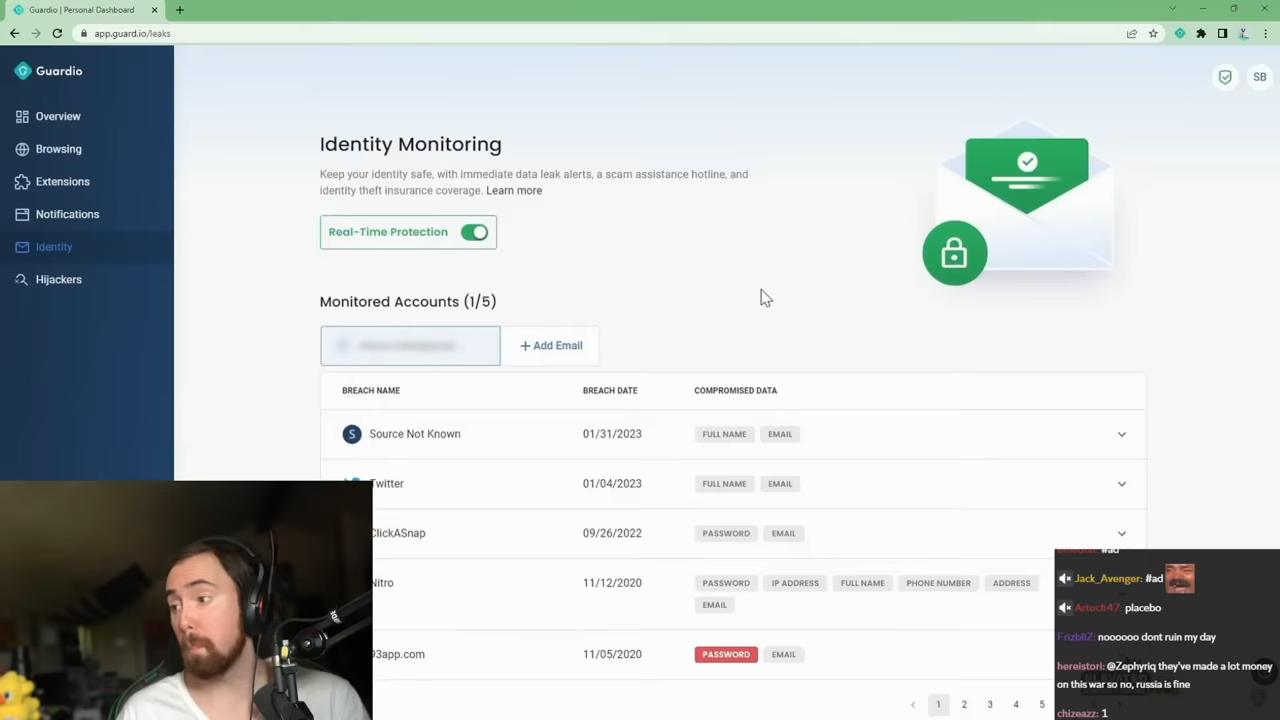 Guardio | Personal Dashboard
app.guard.io/leaks
Guardio
SB
Overview
Browsing
Extensions
Notifications
Identity
Hijackers
Identity Monitoring
Keep your identity safe, with immediate data leak alerts, a scam assistance hotline, and
identity theft insurance coverage. Learn more
Real-Time Protection
Monitored Accounts (1/5)
+ Add Email
BREACH NAME BREACH DATE COMPROMISED DATA
S Source Not Known 01/31/2023 FULL NAME EMAIL
Twitter 01/04/2023 FULL NAME EMAIL
ClickASnap 09/26/2022 PASSWORD EMAIL
Nitro 11/12/2020 PASSWORD IP ADDRESS FULL NAME PHONE NUMBER ADDRESS
EMAIL
93app.com 11/05/2020 PASSWORD EMAIL
< 1 2 3 4 5
#ad
Jack_Avenger: #ad
Artoch47: placebo
FrizbliZ: noooooo dont ruin my day
hereistori: @Zephyriq they've made a lot money
on this war so no, russia is fine
chizeazz: 1